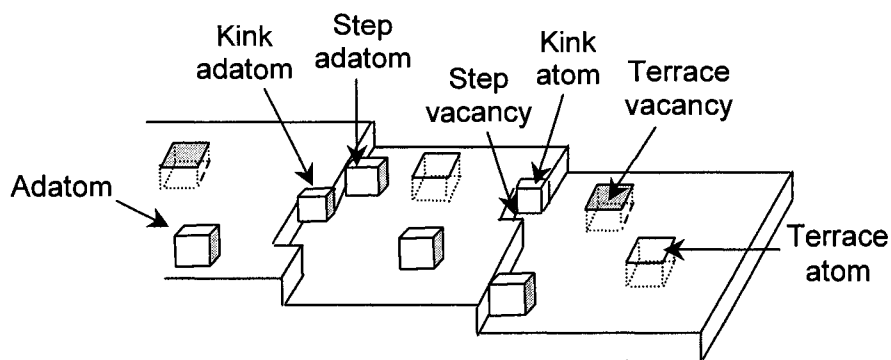 Kink
adatom
Step
adatom
Step
vacancy
Kink
atom
Terrace
vacancy
Adatom
Terrace
atom